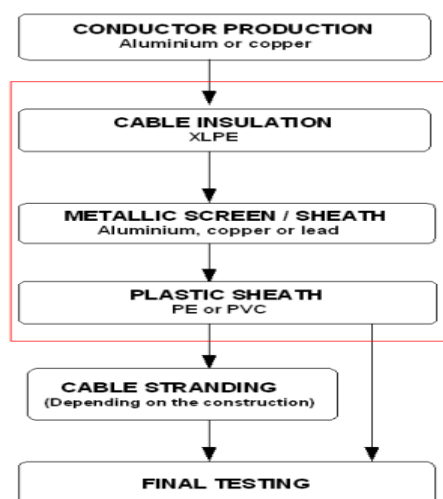 CONDUCTOR PRODUCTION
Aluminium or copper
CABLE INSULATION
XLPE
METALLIC SCREEN / SHEATH
Aluminium, copper or lead
PLASTIC SHEATH
PE or PVC
CABLE STRANDING
(Depending on the construction)
FINAL TESTING